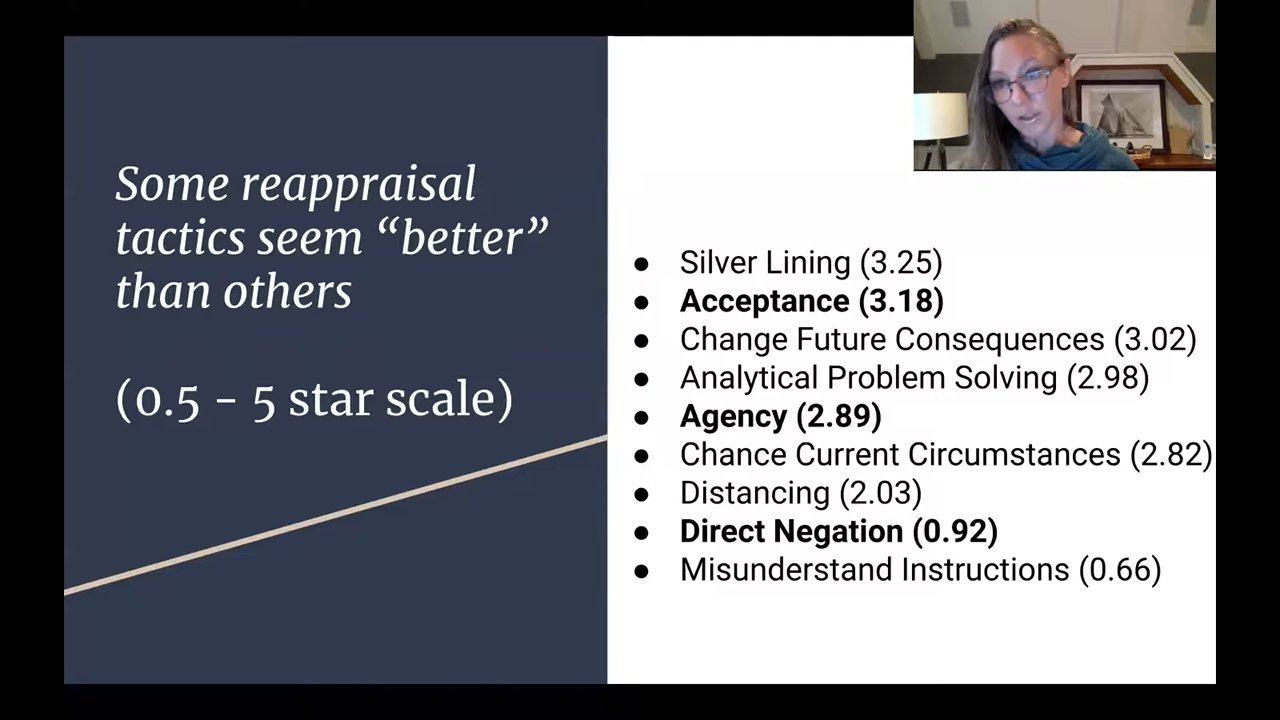 Some reappraisal
tactics seem “better”
than others
(0.5 - 5 star scale)
● Silver Lining (3.25)
● Acceptance (3.18)
● Change Future Consequences (3.02)
● Analytical Problem Solving (2.98)
● Agency (2.89)
● Chance Current Circumstances (2.82)
● Distancing (2.03)
● Direct Negation (0.92)
● Misunderstand Instructions (0.66)